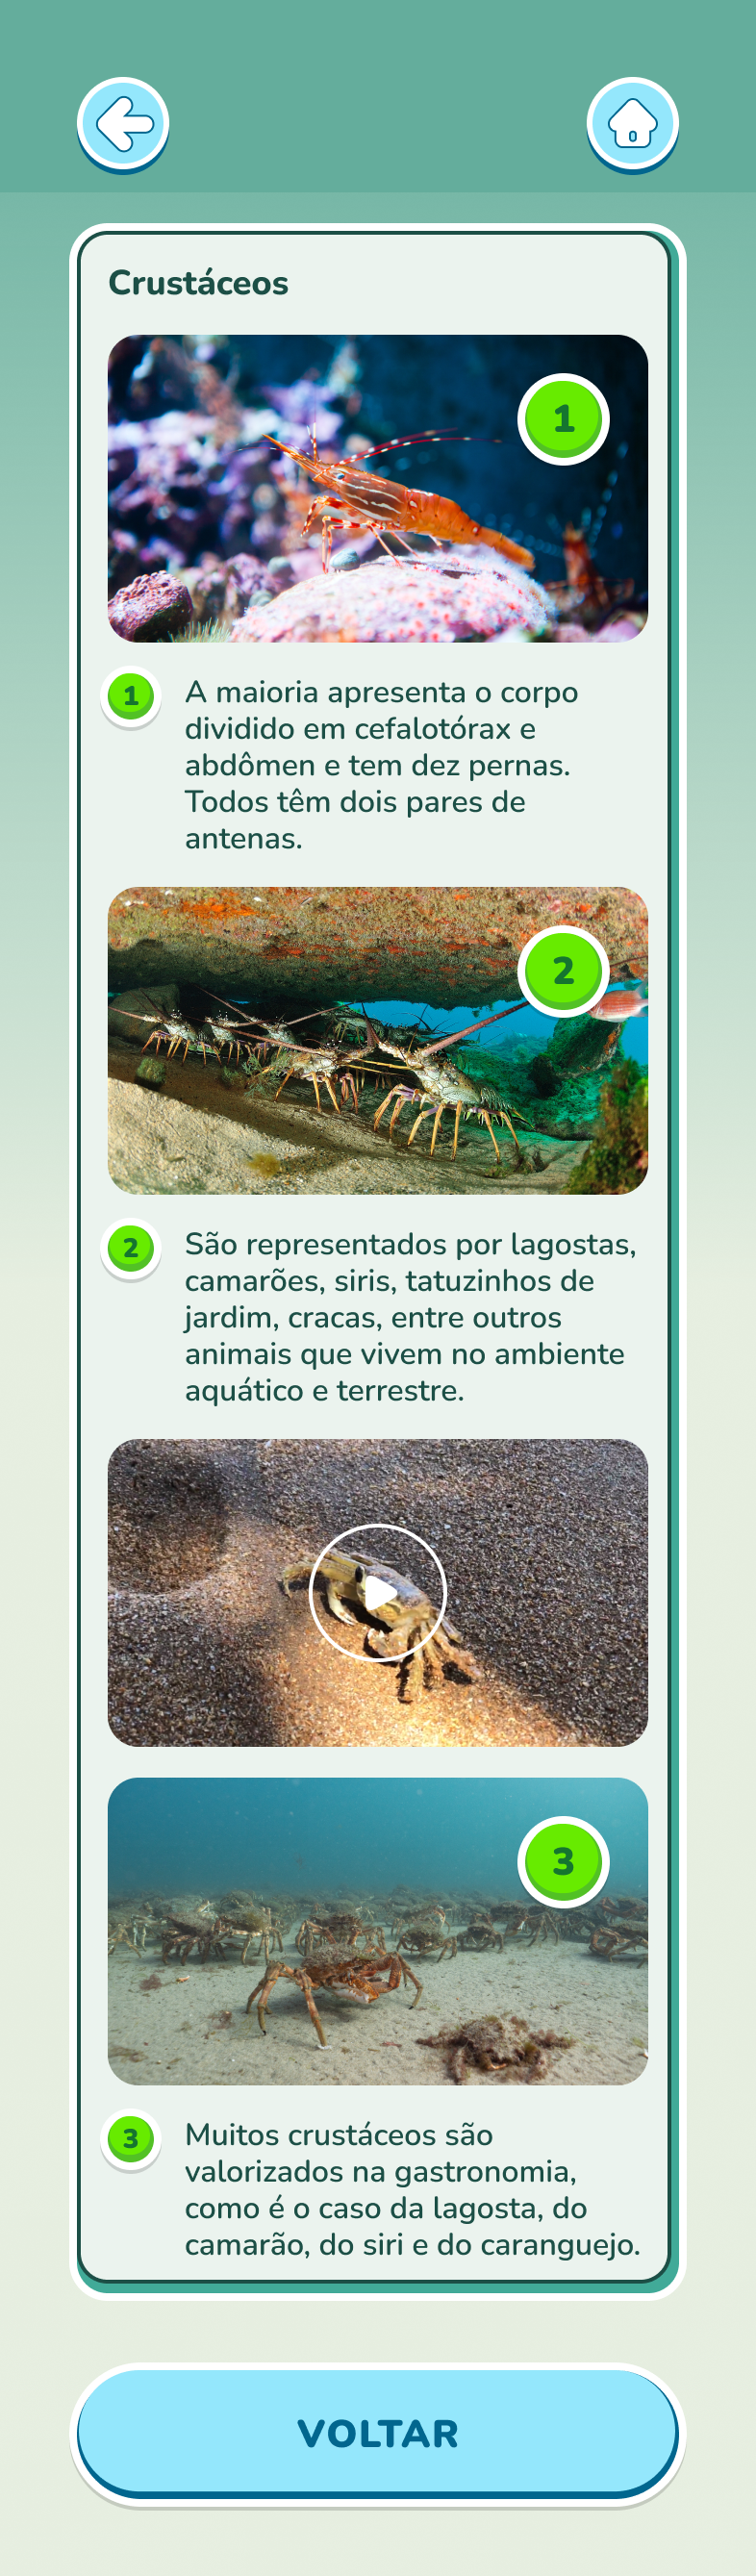 Crustáceos
1
1
A maioria apresenta o corpo
dividido em cefalotórax e
abdômen e tem dez pernas.
Todos têm dois pares de
antenas.
2
2
São representados por lagostas,
camarões, siris, tatuzinhos de
jardim, cracas, entre outros
animais que vivem no ambiente
aquático e terrestre.
3
3
Muitos crustáceos são
valorizados na gastronomia,
como é o caso da lagosta, do
camarão, do siri e do caranguejo.
VOLTAR